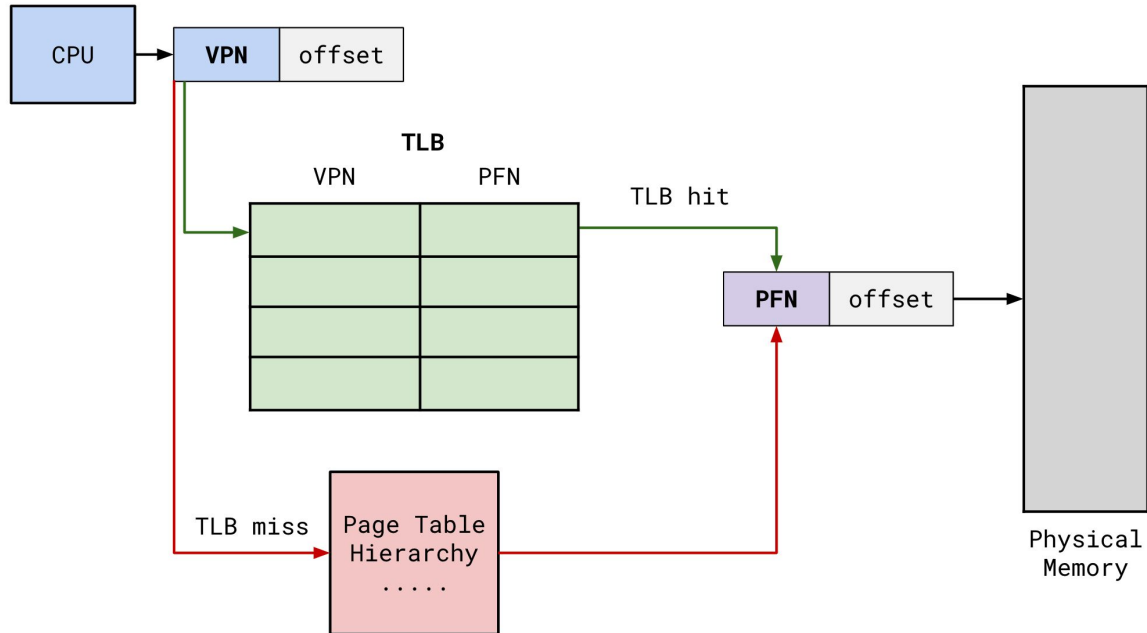 CPU
VPN
offset
TLB
VPN
PFN
TLB hit
PFN
offset
TLB miss
Page Table
Hierarchy
.....
Physical
Memory